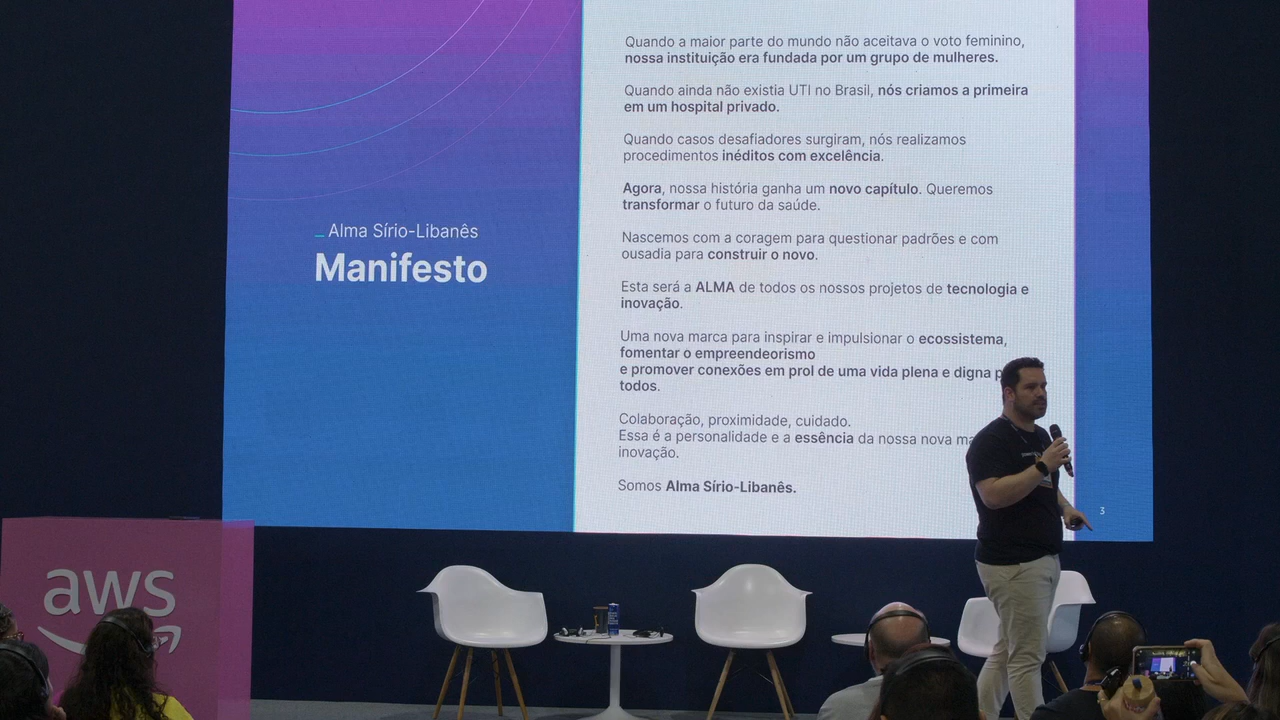 Alma Sírio-Libanês
Manifesto
Quando a maior parte do mundo não aceitava o voto feminino,
nossa instituição era fundada por um grupo de mulheres.
Quando ainda não existia UTI no Brasil, nós criamos a primeira
em um hospital privado.
Quando casos desafiadores surgiram, nós realizamos
procedimentos inéditos com excelência.
Agora, nossa história ganha um novo capítulo. Queremos
transformar o futuro da saúde.
Nascemos com a coragem para questionar padrões e com
ousadia para construir o novo.
Esta será a ALMA de todos os nossos projetos de tecnologia e
inovação.
Uma nova marca para inspirar e impulsionar o ecossistema,
fomentar o empreendeorismo
e promover conexões em prol de uma vida plena e digna
todos.
Colaboração, proximidade, cuidado.
Essa é a personalidade e a essência da nossa nova
inovação.
Somos Alma Sírio-Libanês.
3
aws